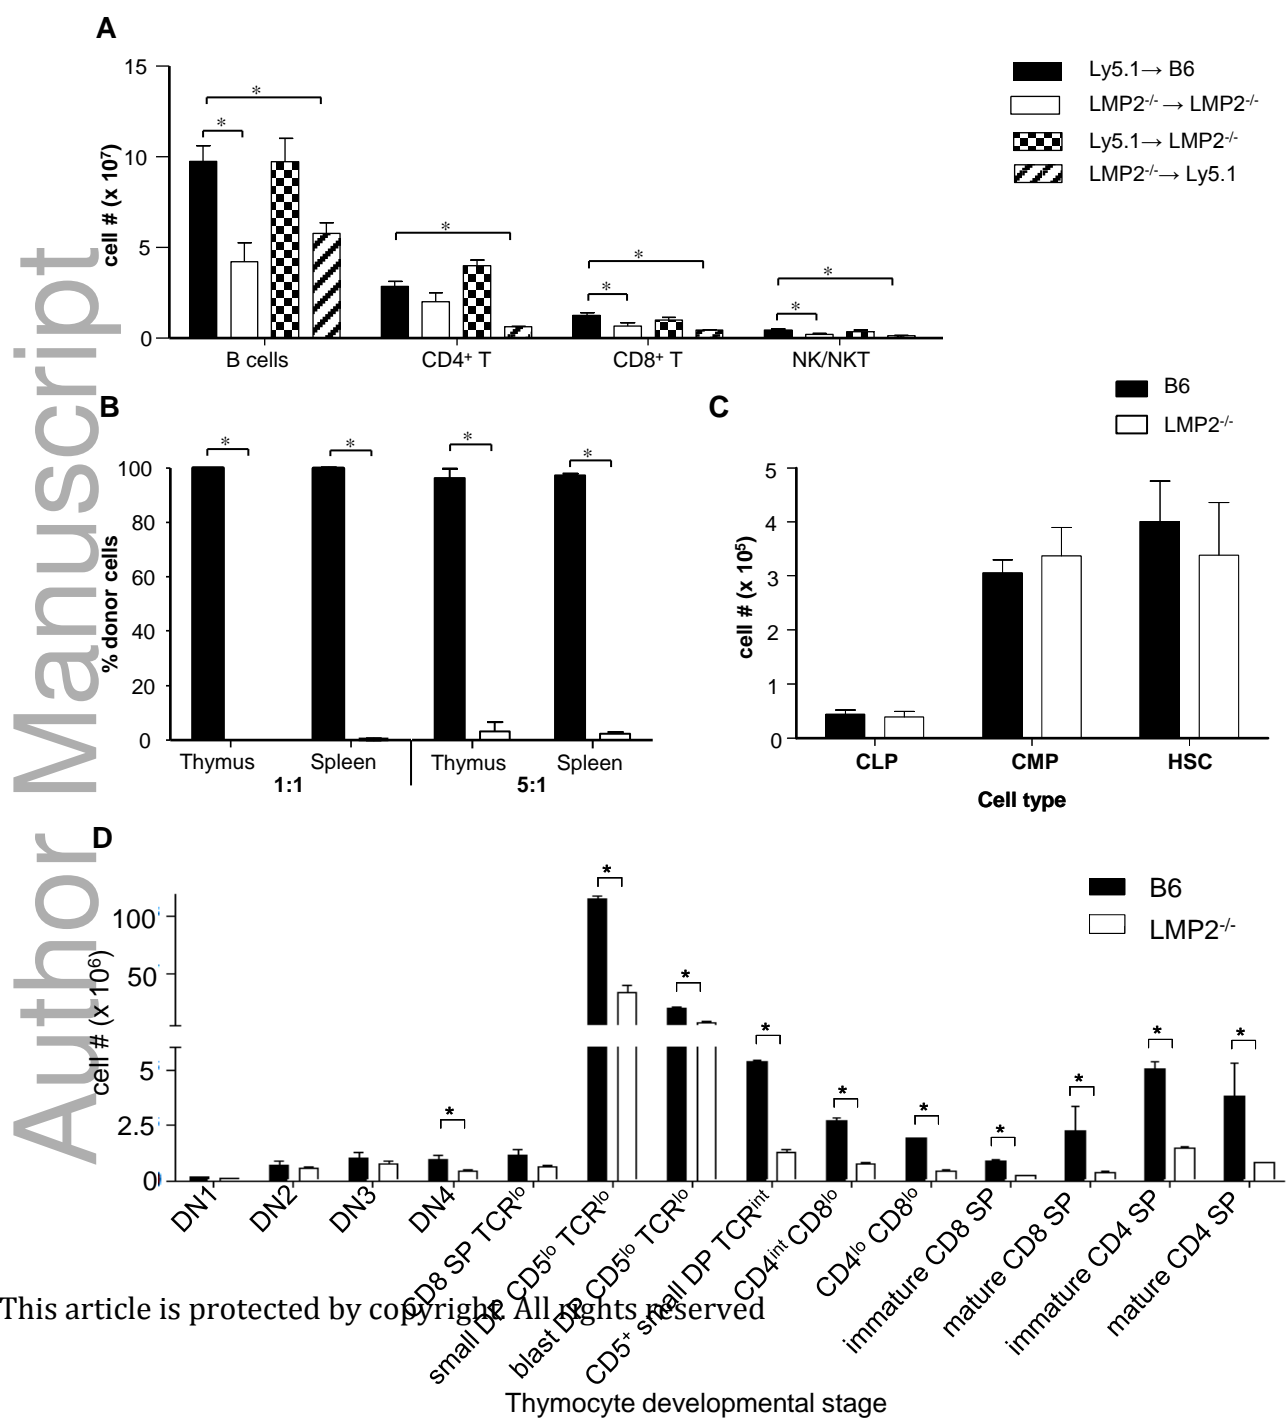 A
15
10
5
0
cell # (x 10⁷)
* * * * * * *
B cells CD4⁺ T CD8⁺ T NK/NKT
Ly5.1→ B6
LMP2⁻/⁻ → LMP2⁻/⁻
Ly5.1→ LMP2⁻/⁻
LMP2⁻/⁻→ Ly5.1
B
100
80
60
40
20
0
% donor cells
* * * *
Thymus Spleen Thymus Spleen
1:1 5:1
C
B6
LMP2⁻/⁻
5
4
3
2
1
0
cell # (x 10⁵)
CLP CMP HSC
Cell type
D
B6
LMP2⁻/⁻
100
50
5
2.5
0
cell # (x 10⁶)
* * * * * * * * * *
DN1
DN2
DN3
DN4
CD8 SP TCRˡᵒ
small DP CD5ˡᵒ TCRˡᵒ
blast DP CD5ˡᵒ TCRˡᵒ
CD5⁺ small DP TCRⁱⁿᵗ
CD4ⁱⁿᵗ CD8ˡᵒ
CD4ˡᵒ CD8ˡᵒ
immature CD8 SP
mature CD8 SP
immature CD4 SP
mature CD4 SP
Thymocyte developmental stage
This article is protected by copyright. All rights reserved
Author Manuscript